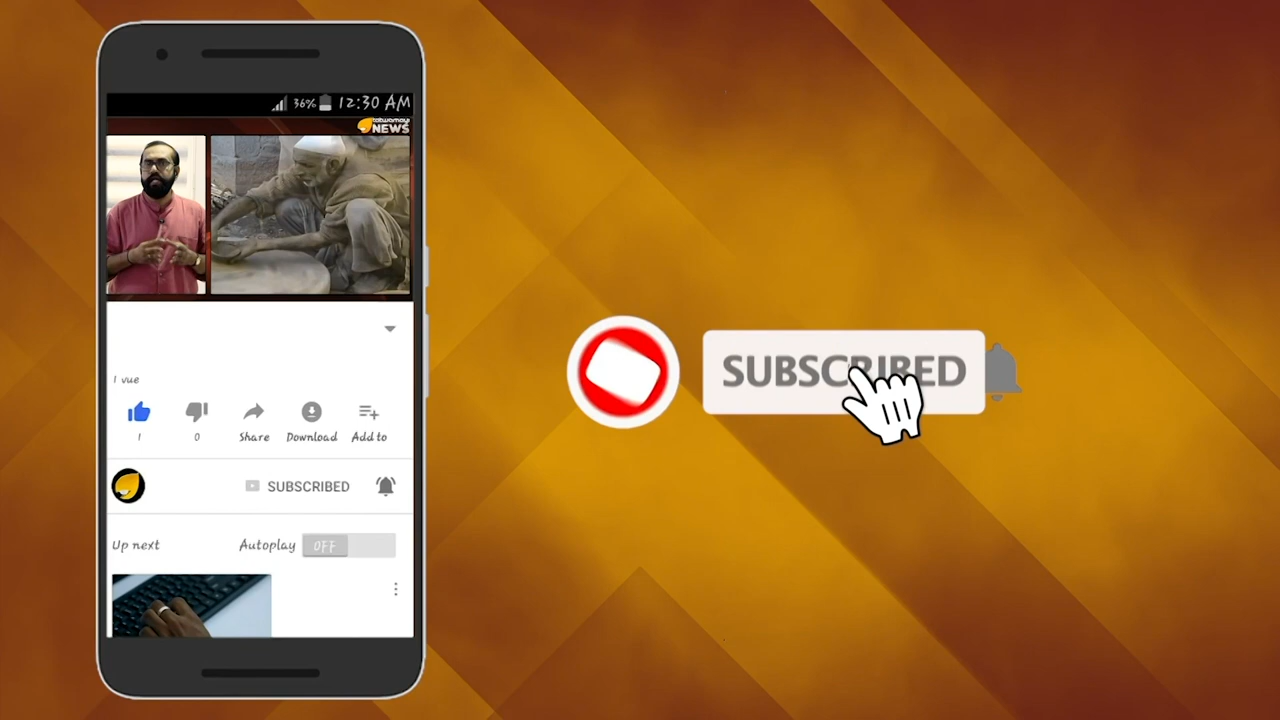 36% 12:30 AM
tatwamayi
NEWS
1 vue
1
0
Share
Download
Add to
SUBSCRIBED
Up next
Autoplay
OFF
SUBSCRIBED